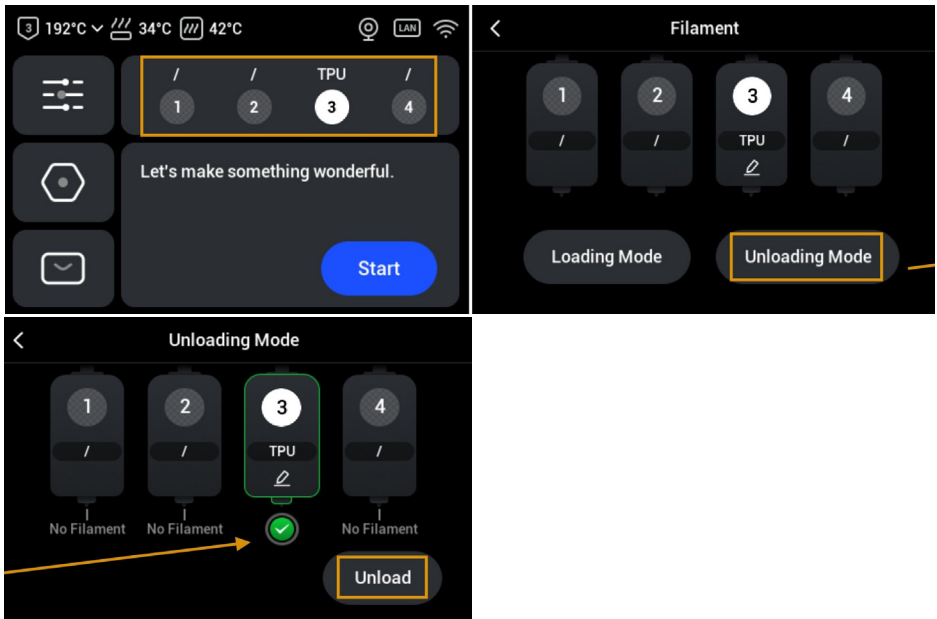 3 192°C 34°C 42°C LAN
/ / TPU /
1 2 3 4
Let's make something wonderful.
Start
Filament
1 2 3 4
/ / TPU /
Loading Mode Unloading Mode
Unloading Mode
1 2 3 4
/ / TPU /
No Filament No Filament No Filament
Unload